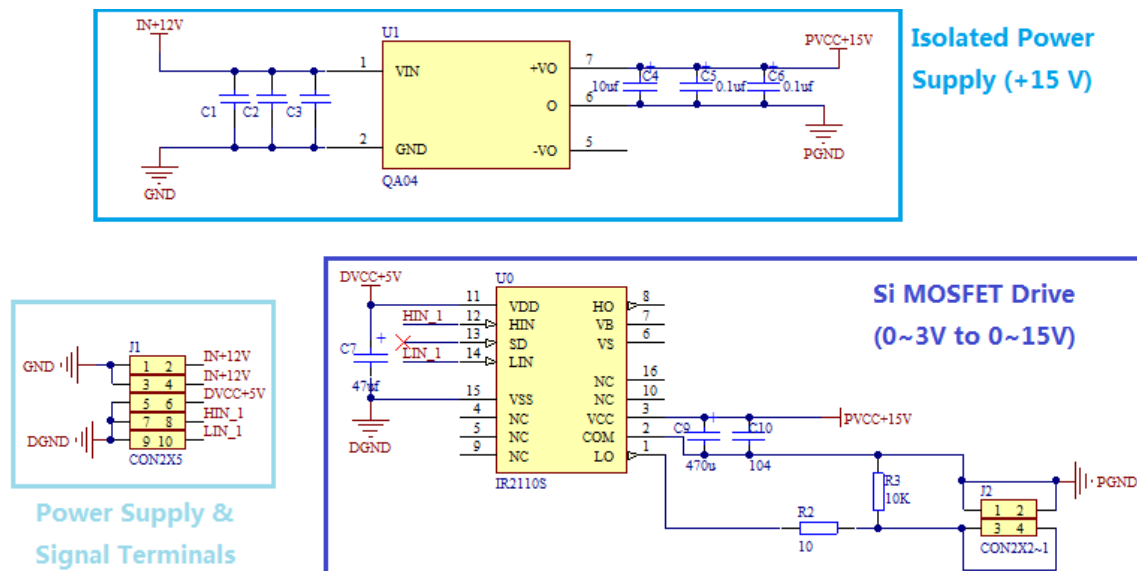 IN+12V
U1
PVCC+15V
Isolated Power
Supply (+15 V)
1 VIN +VO 7
C1 C2 C3
10uf C4 0.1uf C5 0.1uf C6
O 6
2 GND -VO 5
QA04
GND
PGND
DVCC+5V
U0
Si MOSFET Drive
(0~3V to 0~15V)
11 VDD HO 8
HIN_1 12 HIN VB 7
13 SD VS 6
LIN_1 14 LIN
C7
47uf
NC 16
15 VSS NC 10
4 NC VCC 3 PVCC+15V
5 NC COM 2
9 NC LO 1
DGND
IR2110S
C9 C10
470u 104
R3
10K
R2
10
J2
1 2
3 4
CON2X2~1
PGND
J1
GND 1 2 IN+12V
3 4 IN+12V
5 6 DVCC+5V
7 8 HIN_1
DGND 9 10 LIN_1
CON2X5
Power Supply &
Signal Terminals